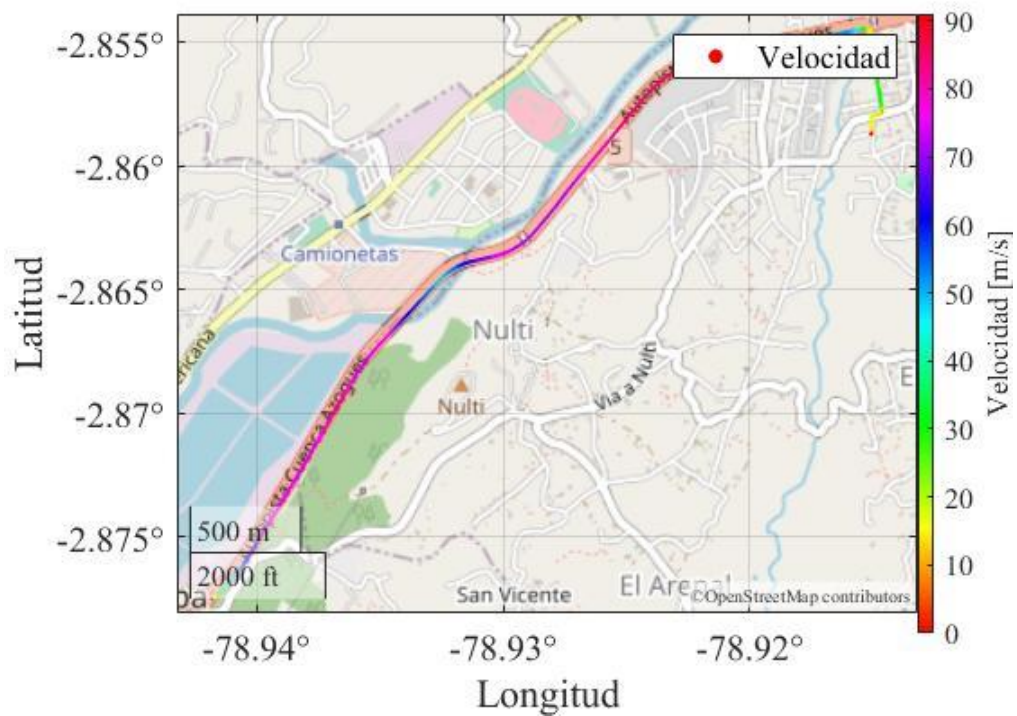 -2.855°
-2.86°
-2.865°
-2.87°
-2.875°
Latitud
-78.94°
-78.93°
-78.92°
Longitud
Velocidad
90
80
70
60
50
40
30
20
10
0
Velocidad [m/s]
Camionetas
Nulti
Nulti
Via a Nulti
Cuenca Azogues
San Vicente
500 m
2000 ft
©OpenStreetMap contributors